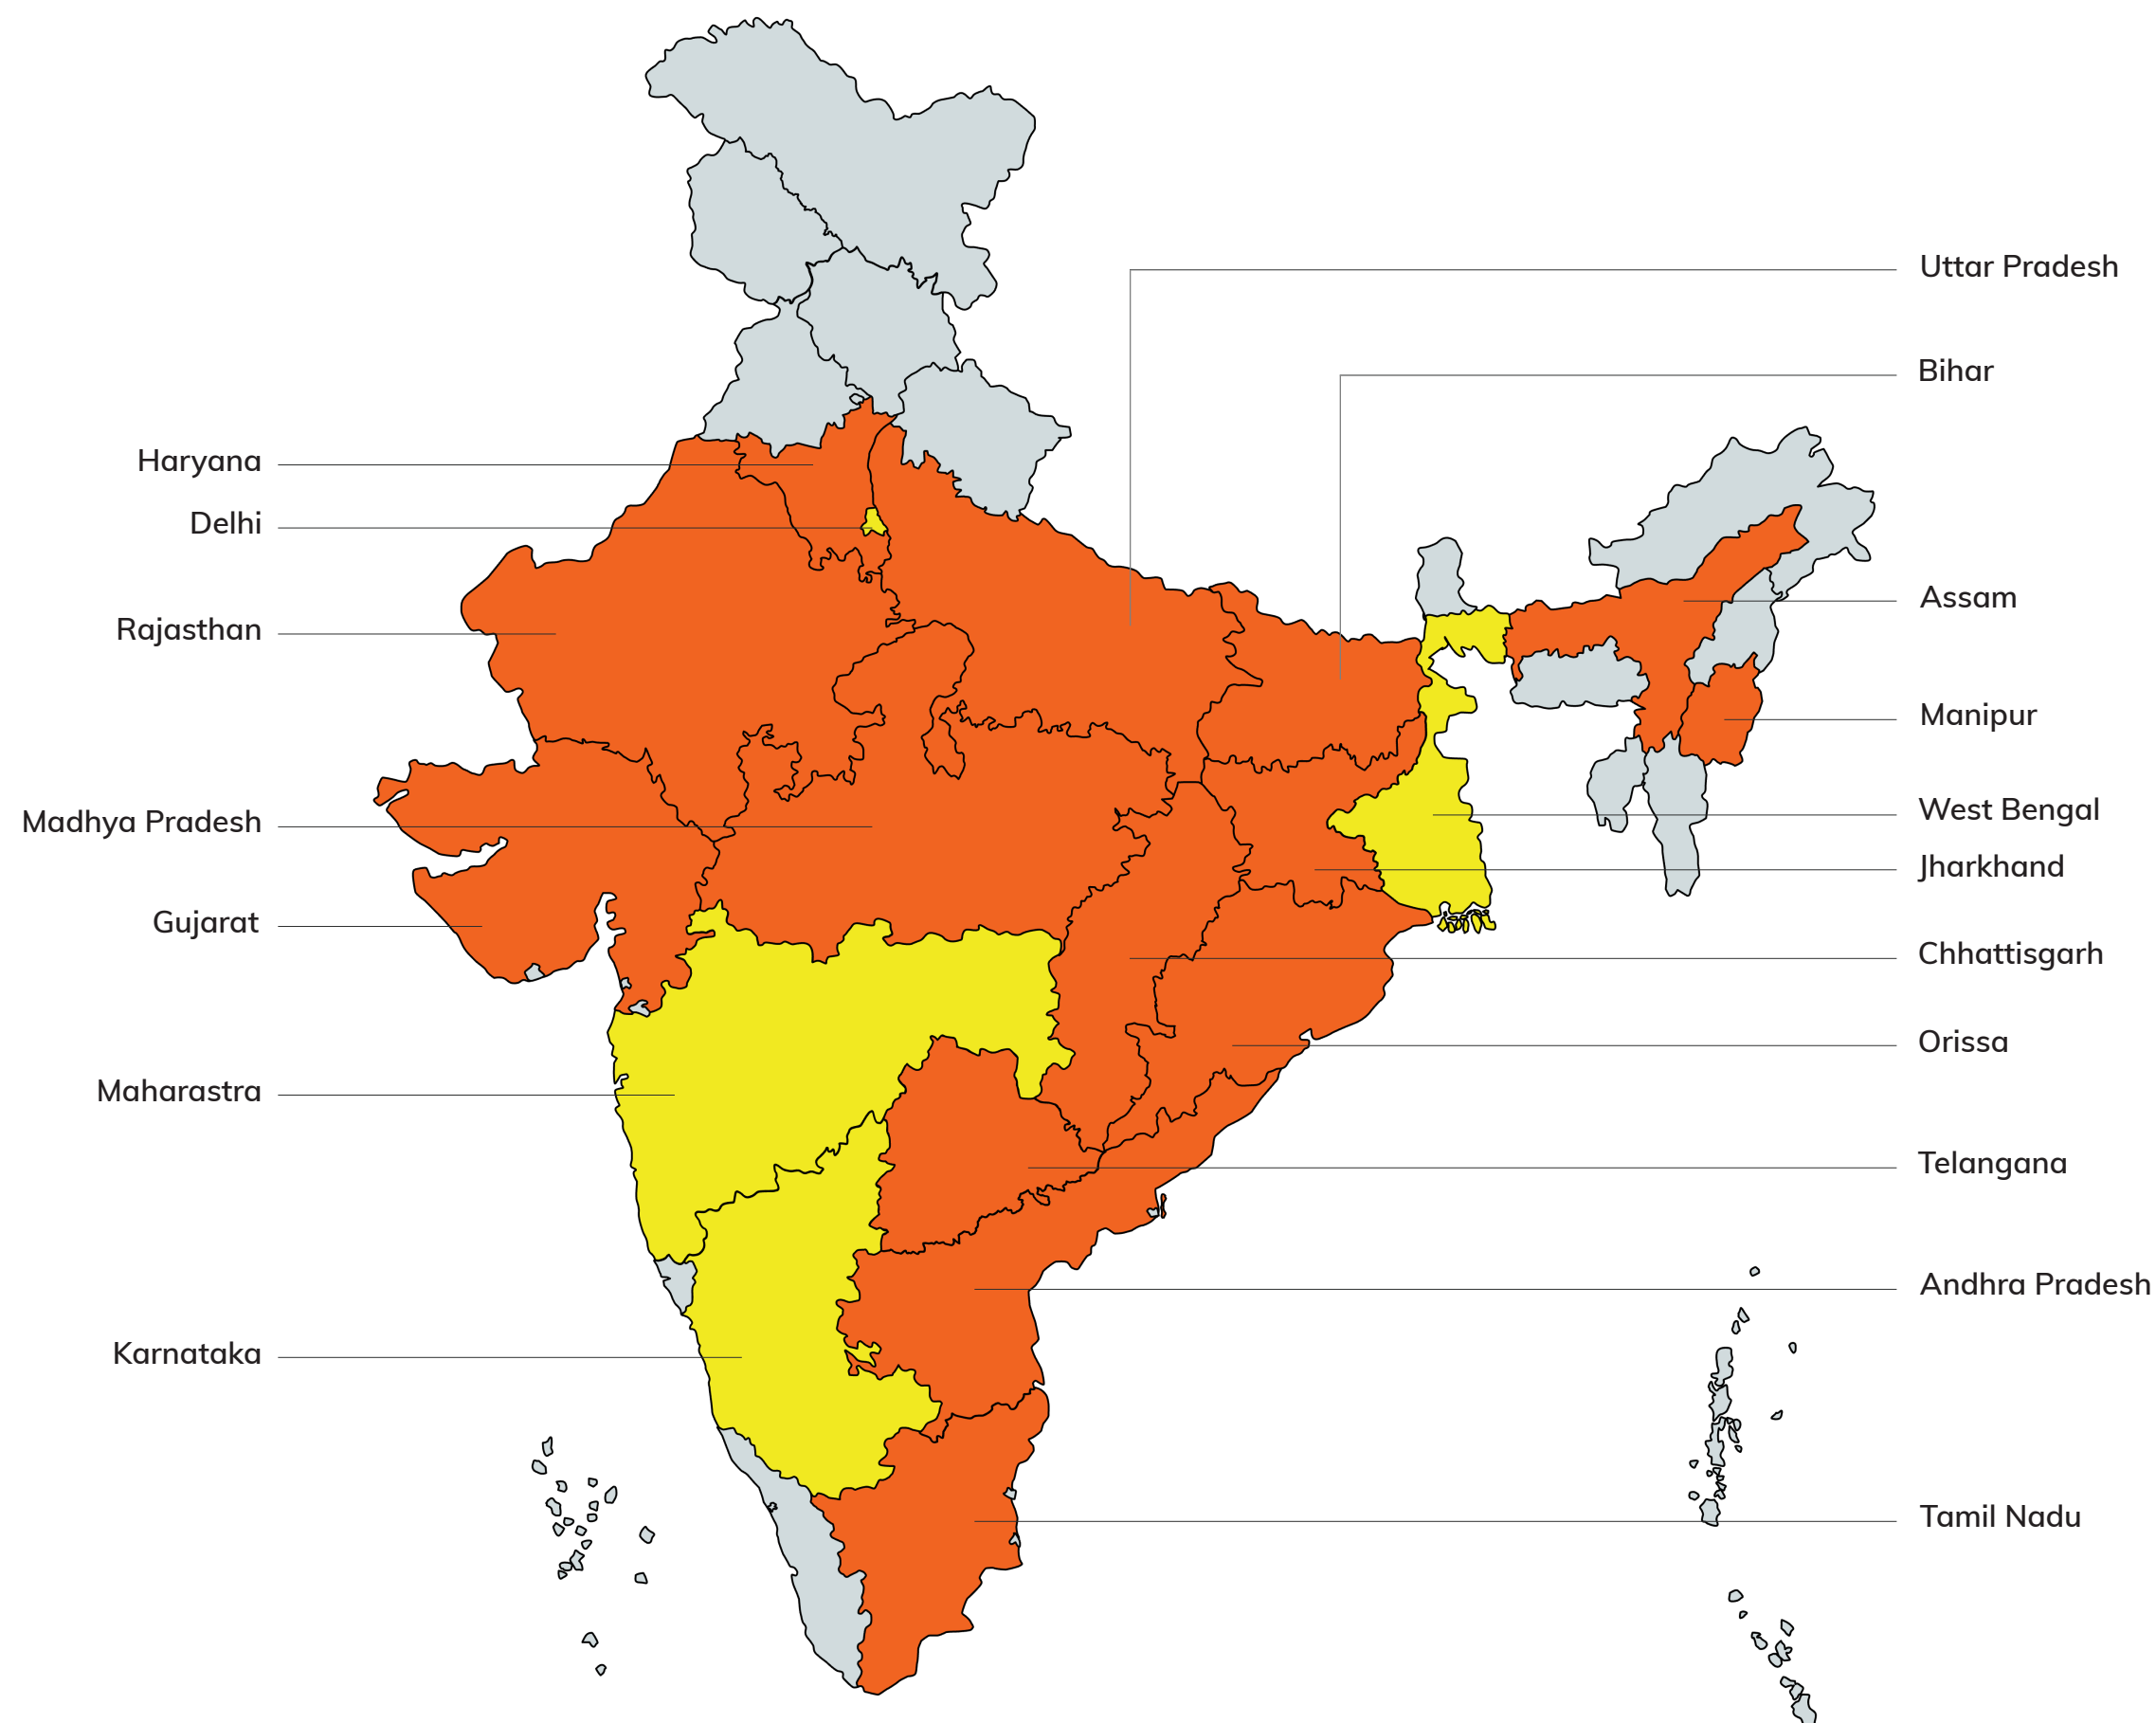 Haryana
Delhi
Rajasthan
Madhya Pradesh
Gujarat
Maharastra
Karnataka
Uttar Pradesh
Bihar
Assam
Manipur
West Bengal
Jharkhand
Chhattisgarh
Orissa
Telangana
Andhra Pradesh
Tamil Nadu